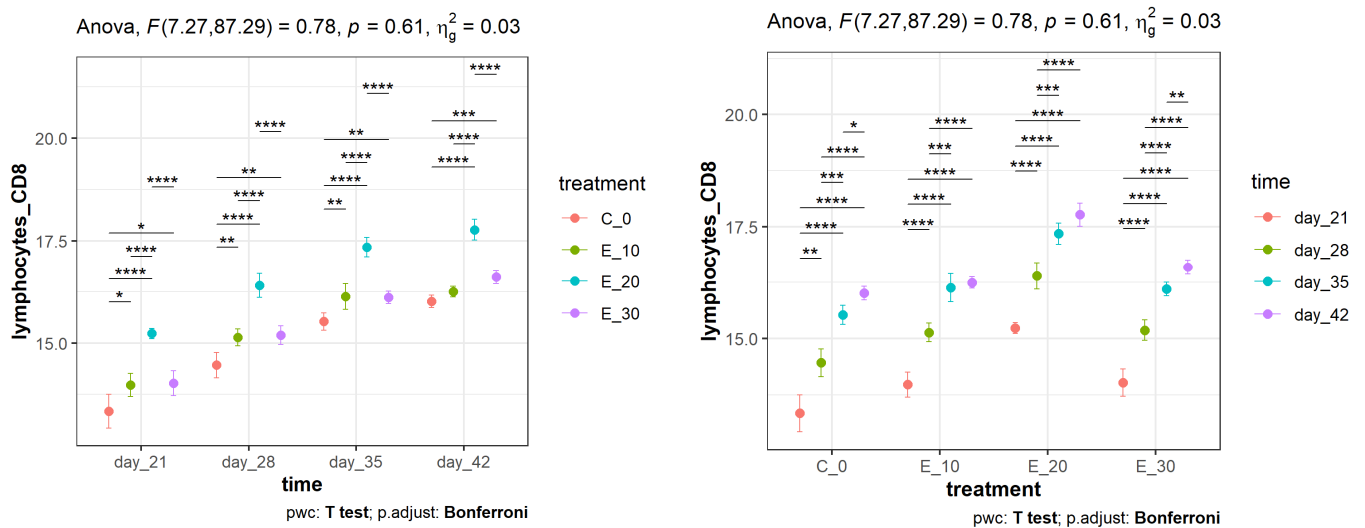 Anova, F(7.27,87.29) = 0.78, p = 0.61, η²g = 0.03
lymphocytes_CD8
20.0
17.5
15.0
****
*
****
****
*
****
**
****
****
**
****
**
****
****
**
****
***
****
****
day_21
day_28
day_35
day_42
time
treatment
C_0
E_10
E_20
E_30
pwc: T test; p.adjust: Bonferroni
Anova, F(7.27,87.29) = 0.78, p = 0.61, η²g = 0.03
lymphocytes_CD8
20.0
17.5
15.0
*
****
***
****
****
**
****
***
****
****
****
****
***
****
****
****
**
****
****
****
****
****
C_0
E_10
E_20
E_30
treatment
time
day_21
day_28
day_35
day_42
pwc: T test; p.adjust: Bonferroni